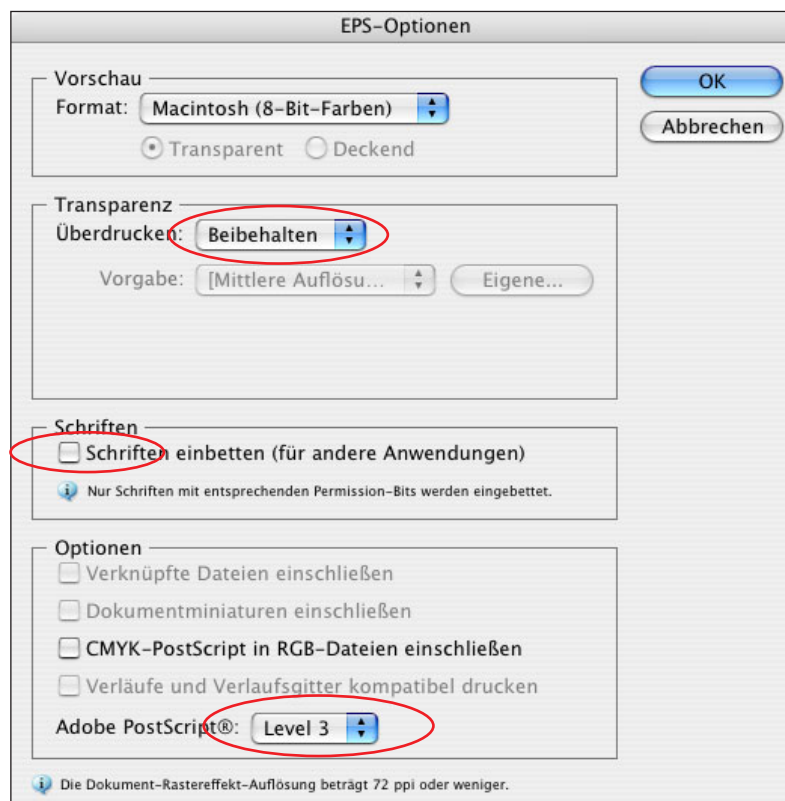 EPS-Optionen
Vorschau
Format: Macintosh (8-Bit-Farben)
Transparent Deckend
OK
Abbrechen
Transparenz
Überdrucken: Beibehalten
Vorgabe: [Mittlere Auflösu... Eigene...
Schriften
Schriften einbetten (für andere Anwendungen)
Nur Schriften mit entsprechenden Permission-Bits werden eingebettet.
Optionen
Verknüpfte Dateien einschließen
Dokumentminiaturen einschließen
CMYK-PostScript in RGB-Dateien einschließen
Verläufe und Verlaufsgitter kompatibel drucken
Adobe PostScript®: Level 3
Die Dokument-Rastereffekt-Auflösung beträgt 72 ppi oder weniger.